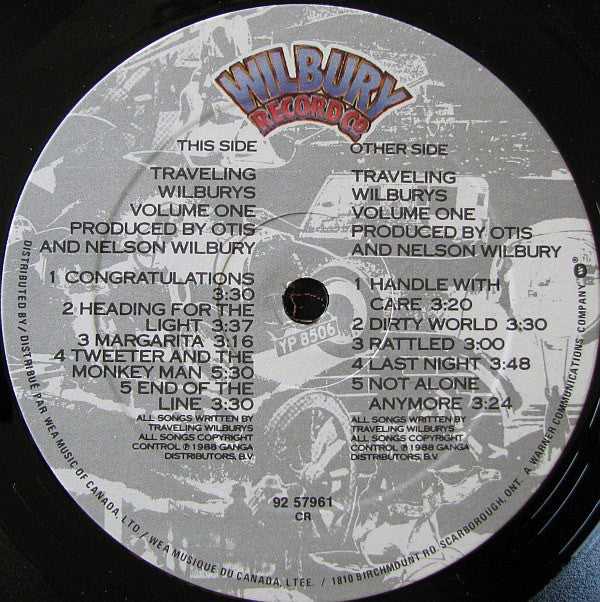 WILBURY
RECORD CO.
THIS SIDE
TRAVELING
WILBURYS
VOLUME ONE
PRODUCED BY OTIS
AND NELSON WILBURY
1 CONGRATULATIONS
3:30
2 HEADING FOR THE
LIGHT 3:37
3 MARGARITA 3:16
4 TWEETER AND THE
MONKEY MAN 5:30
5 END OF THE
LINE 3:30
ALL SONGS WRITTEN BY
TRAVELING WILBURYS
ALL SONGS COPYRIGHT
CONTROL ℗ 1988 GANGA
DISTRIBUTORS, B.V.
OTHER SIDE
TRAVELING
WILBURYS
VOLUME ONE
PRODUCED BY OTIS
AND NELSON WILBURY
1 HANDLE WITH
CARE 3:20
2 DIRTY WORLD 3:30
3 RATTLED 3:00
4 LAST NIGHT 3:48
5 NOT ALONE
ANYMORE 3:24
ALL SONGS WRITTEN BY
TRAVELING WILBURYS
ALL SONGS COPYRIGHT
CONTROL ℗ 1988 GANGA
DISTRIBUTORS, B.V.
YP 8506
92 57961
CR
DISTRIBUTED BY / DISTRIBUÉ PAR WEA MUSIC OF CANADA, LTD / WEA MUSIQUE DU CANADA, LTEE. / 1810 BIRCHMOUNT RD. SCARBOROUGH, ONT. A WARNER COMMUNICATIONS COMPANY ®